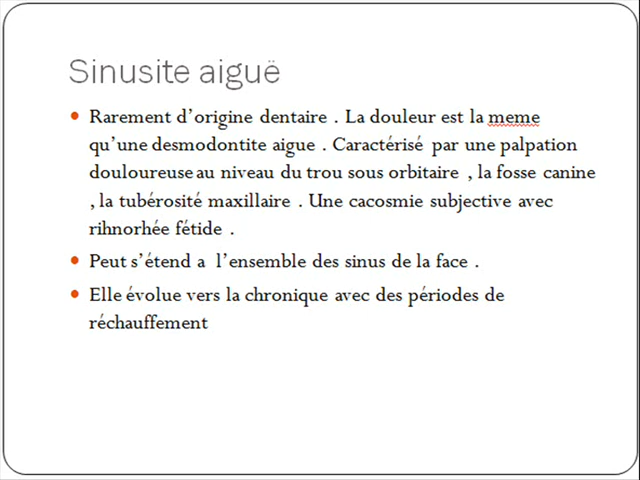 Sinusite aiguë
• Rarement d’origine dentaire . La douleur est la meme
qu’une desmodontite aigue . Caractérisé par une palpation
douloureuse au niveau du trou sous orbitaire , la fosse canine
, la tubérosité maxillaire . Une cacosmie subjective avec
rihnorhée fétide .
• Peut s’étend a l’ensemble des sinus de la face .
• Elle évolue vers la chronique avec des périodes de
réchauffement